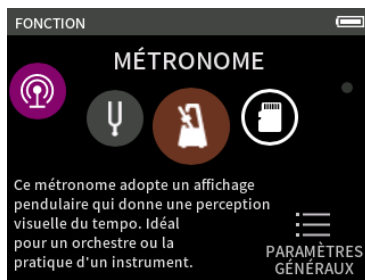 FONCTION
MÉTRONOME
Ce métronome adopte un affichage
pendulaire qui donne une perception
visuelle du tempo. Idéal
pour un orchestre ou la
pratique d'un instrument.
PARAMÈTRES
GÉNÉRAUX